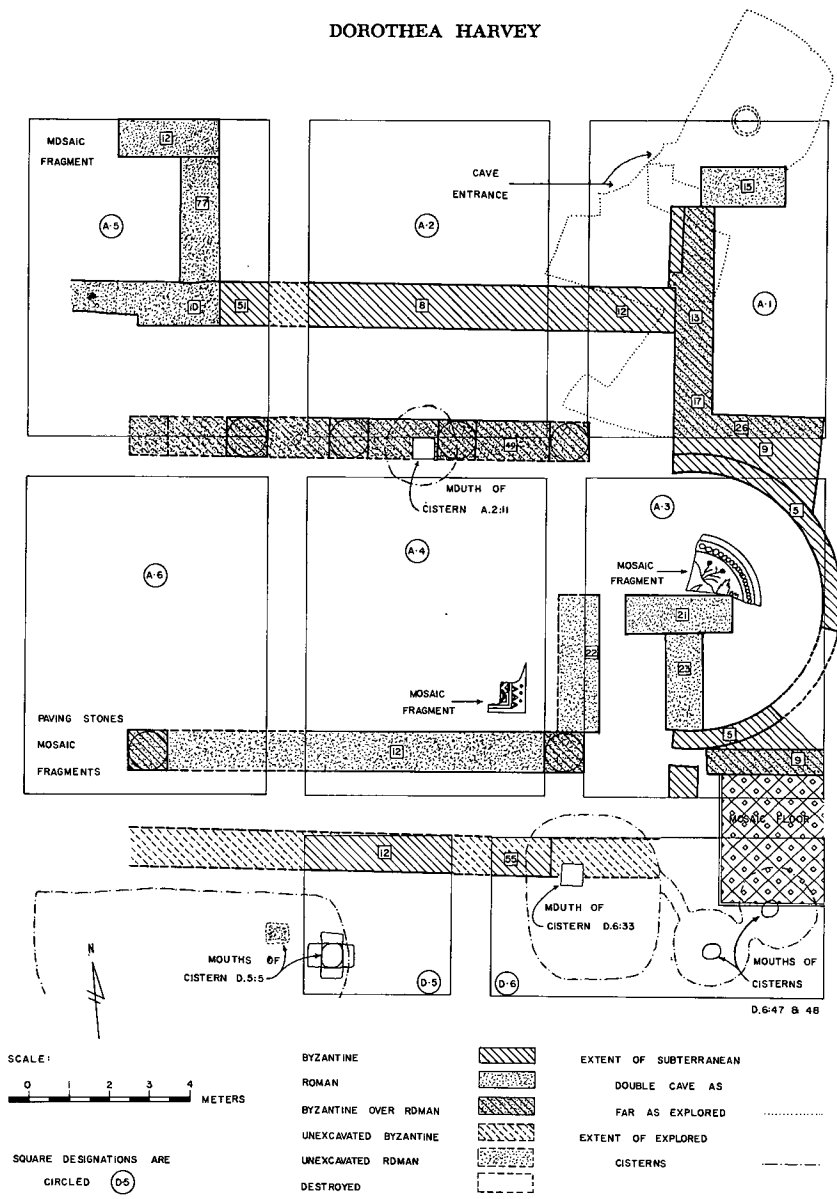 DOROTHEA HARVEY
12
MOSAIC
FRAGMENT
CAVE
ENTRANCE
15
77
A·5
A·2
10
51
8
12
13
A·1
17
26
49
9
MOUTH OF
CISTERN A.2:11
A·3
5
A·4
A·6
MOSAIC
FRAGMENT
21
22
23
MOSAIC
FRAGMENT
PAVING STONES
MOSAIC
FRAGMENTS
12
5
9
MOSAIC FLOOR
12
55
MOUTH OF
CISTERN D.6:33
N
MOUTHS OF
CISTERN D.5:5
MOUTHS OF
CISTERNS
D·5
D·6
D.6:47 & 48
SCALE:
0 1 2 3 4
METERS
SQUARE DESIGNATIONS ARE
CIRCLED D·5
BYZANTINE
ROMAN
BYZANTINE OVER ROMAN
UNEXCAVATED BYZANTINE
UNEXCAVATED ROMAN
DESTROYED
EXTENT OF SUBTERRANEAN
DOUBLE CAVE AS
FAR AS EXPLORED
EXTENT OF EXPLORED
CISTERNS